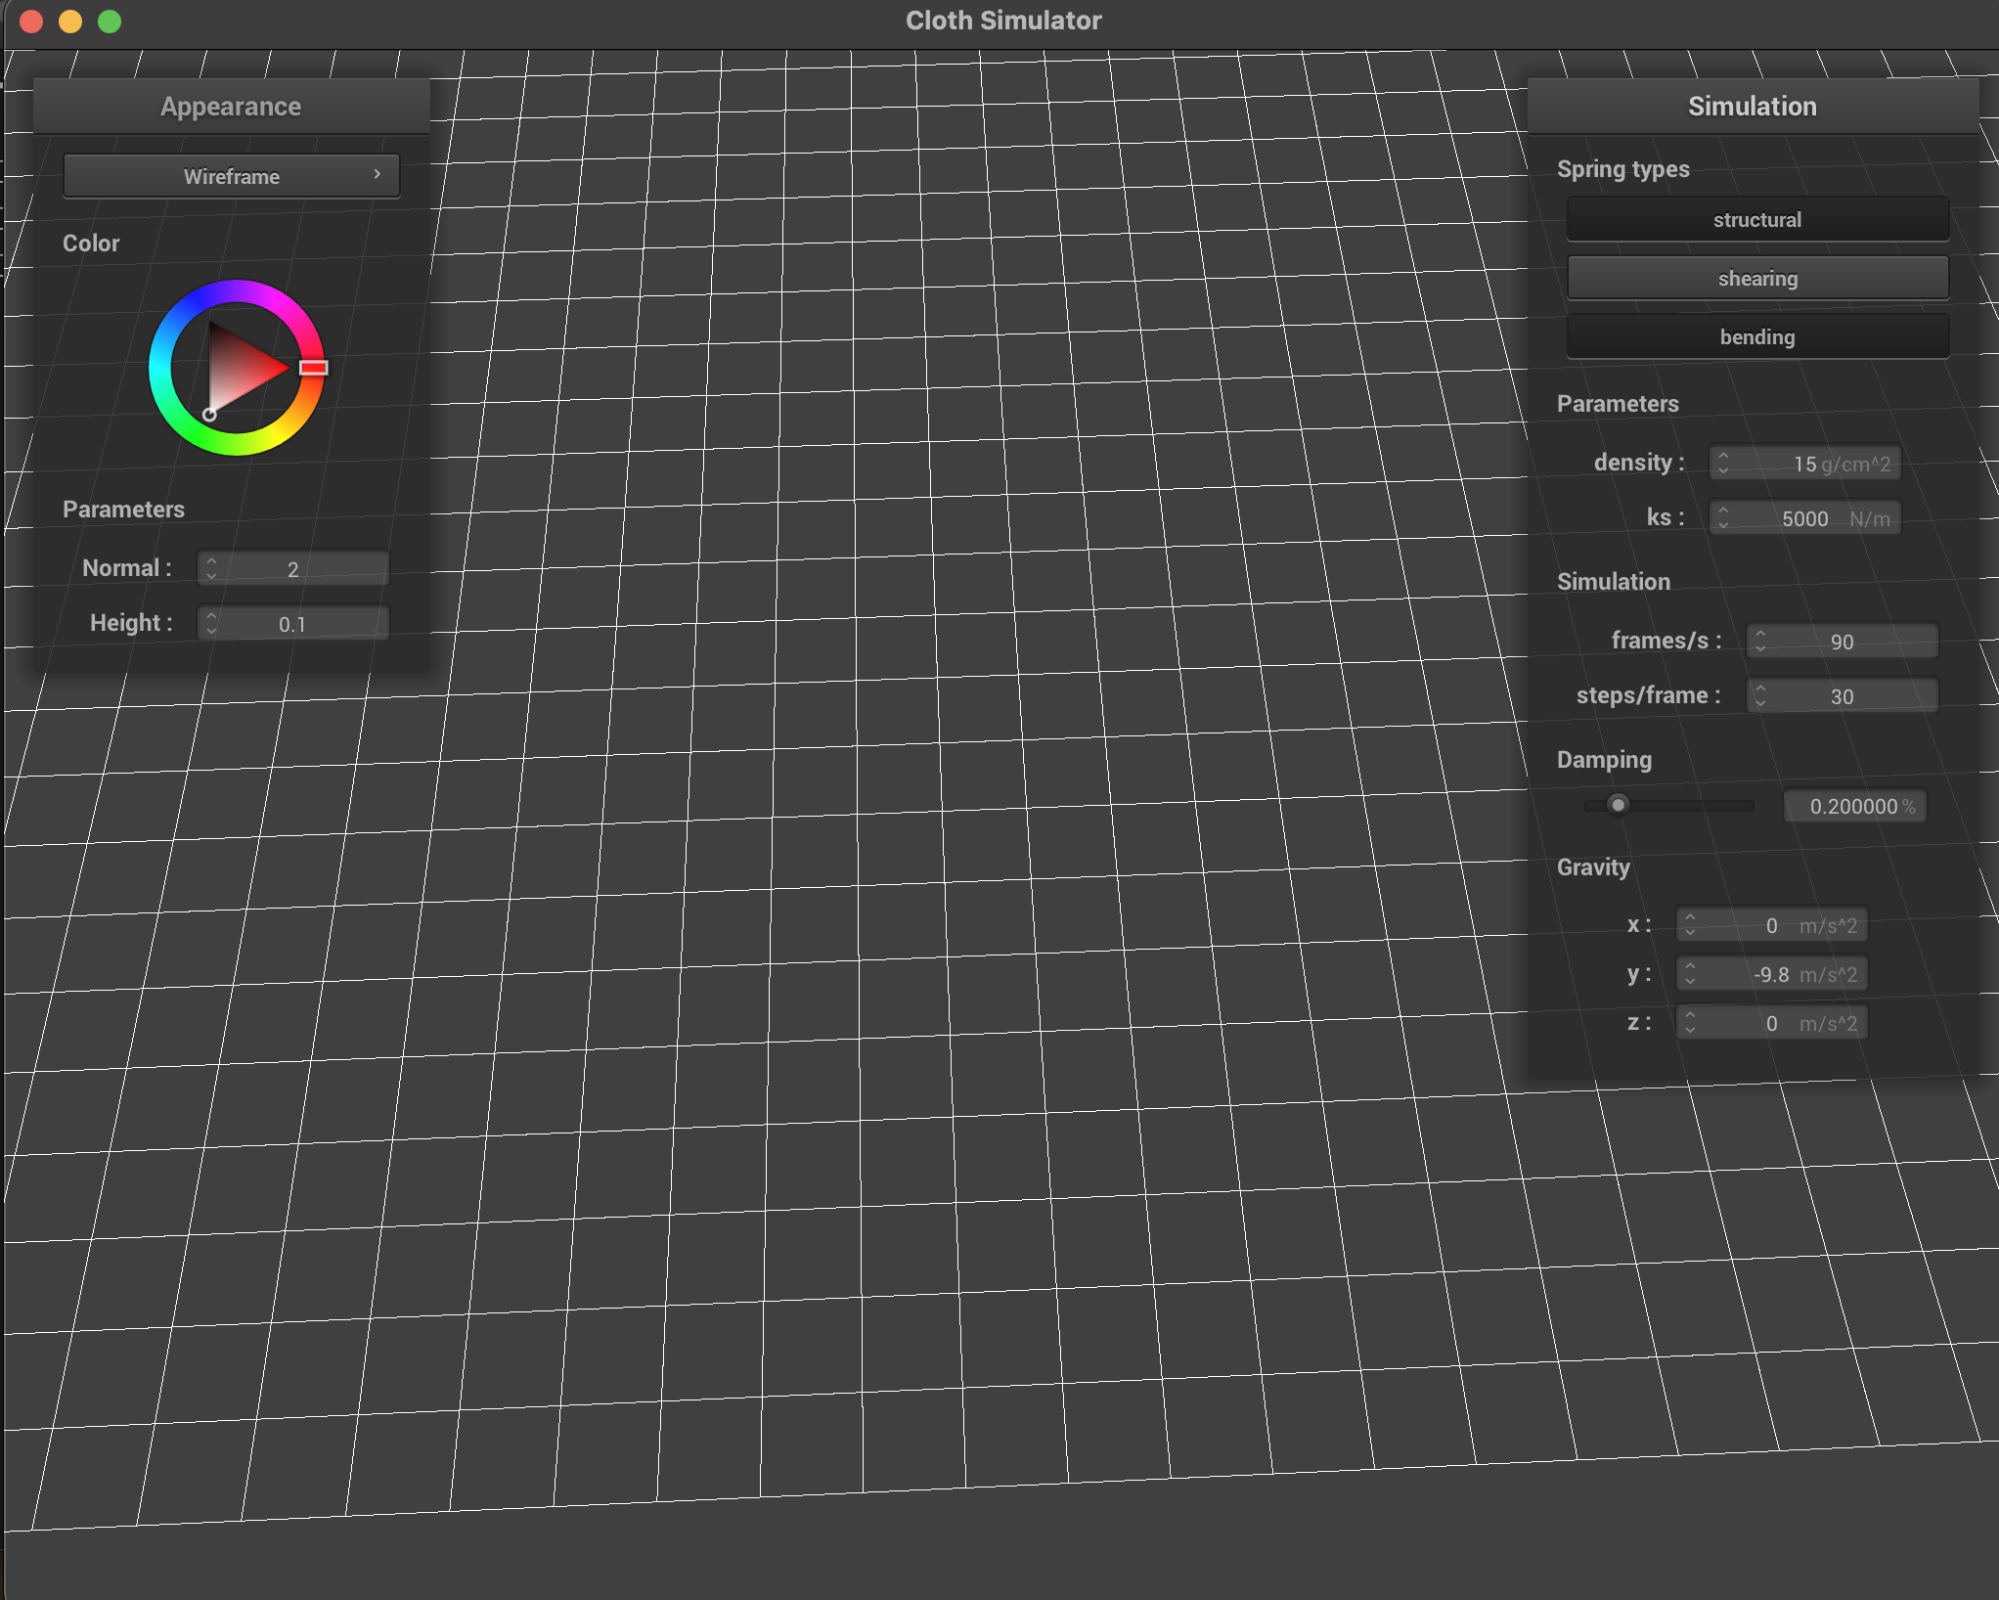 Cloth Simulator
Appearance
Wireframe
Color
Parameters
Normal : 2
Height : 0.1
Simulation
Spring types
structural
shearing
bending
Parameters
density : 15 g/cm^2
ks : 5000 N/m
Simulation
frames/s : 90
steps/frame : 30
Damping
0.200000 %
Gravity
x : 0 m/s^2
y : -9.8 m/s^2
z : 0 m/s^2